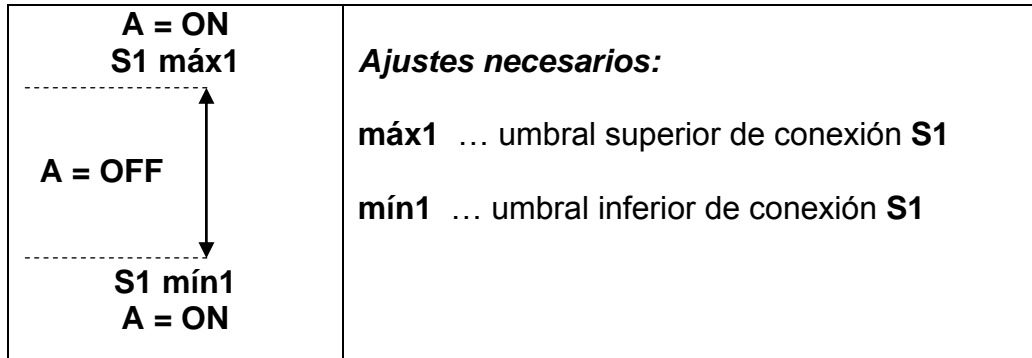 A = ON
S1 máx1
A = OFF
S1 mín1
A = ON
Ajustes necesarios:
máx1 … umbral superior de conexión S1
mín1 … umbral inferior de conexión S1